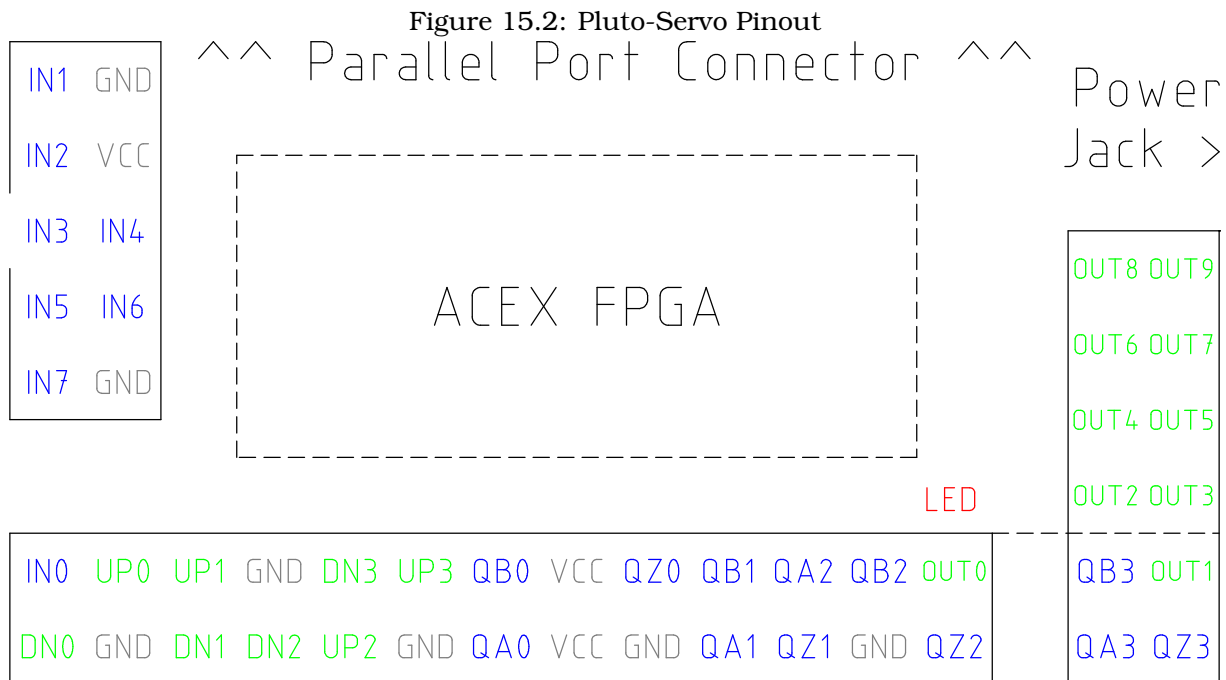 Figure 15.2: Pluto-Servo Pinout
^^ Parallel Port Connector ^^
Power
Jack >
IN1 GND
IN2 VCC
IN3 IN4
IN5 IN6
IN7 GND
ACEX FPGA
OUT8 OUT9
OUT6 OUT7
OUT4 OUT5
OUT2 OUT3
LED
IN0 UP0 UP1 GND DN3 UP3 QB0 VCC QZ0 QB1 QA2 QB2 OUT0
DN0 GND DN1 DN2 UP2 GND QA0 VCC GND QA1 QZ1 GND QZ2
QB3 OUT1
QA3 QZ3